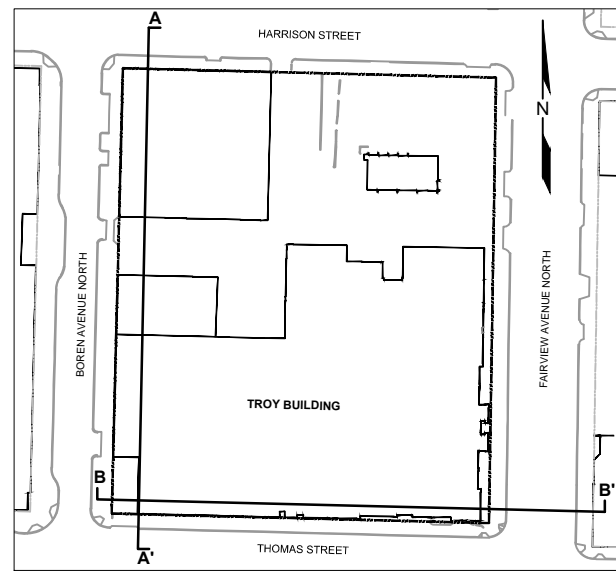 A
HARRISON STREET
N
BOREN AVENUE NORTH
FAIRVIEW AVENUE NORTH
TROY BUILDING
B
B'
A'
THOMAS STREET